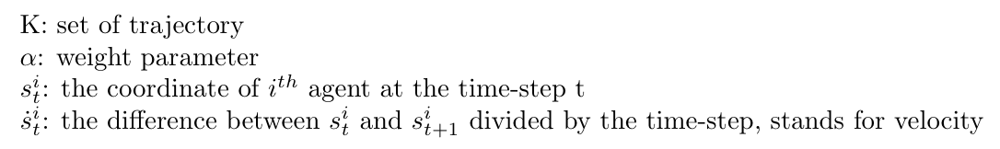 K: set of trajectory
α: weight parameter
$s_t^i$: the coordinate of $i^{th}$ agent at the time-step t
$\dot{s}_t^i$: the difference between $s_t^i$ and $s_{t+1}^i$ divided by the time-step, stands for velocity